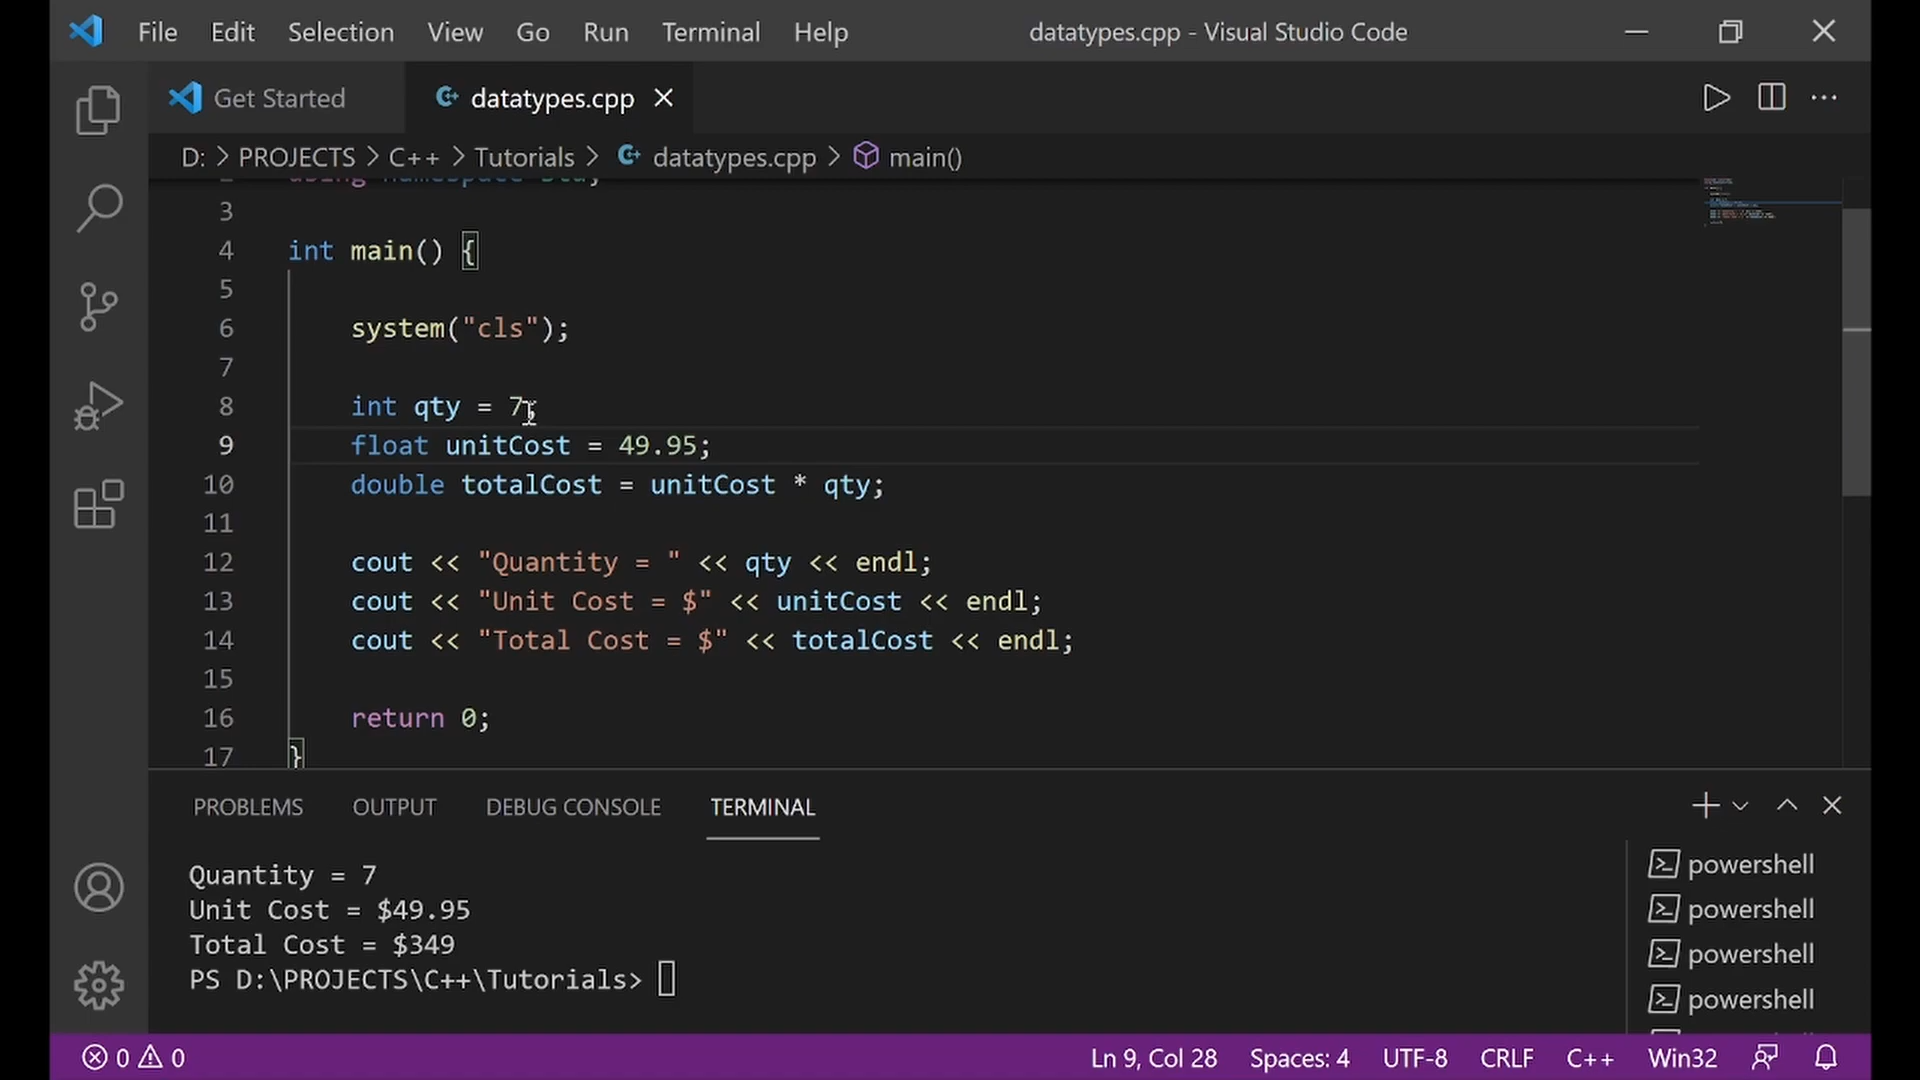 File Edit Selection View Go Run Terminal Help datatypes.cpp - Visual Studio Code
Get Started datatypes.cpp
D: > PROJECTS > C++ > Tutorials > datatypes.cpp > main()
2 using namespace std;
3
4 int main() {
5
6 system("cls");
7
8 int qty = 7;
9 float unitCost = 49.95;
10 double totalCost = unitCost * qty;
11
12 cout << "Quantity = " << qty << endl;
13 cout << "Unit Cost = $" << unitCost << endl;
14 cout << "Total Cost = $" << totalCost << endl;
15
16 return 0;
17 }
PROBLEMS OUTPUT DEBUG CONSOLE TERMINAL
Quantity = 7
Unit Cost = $49.95
Total Cost = $349
PS D:\PROJECTS\C++\Tutorials>
powershell
powershell
powershell
powershell
0 0 Ln 9, Col 28 Spaces: 4 UTF-8 CRLF C++ Win32